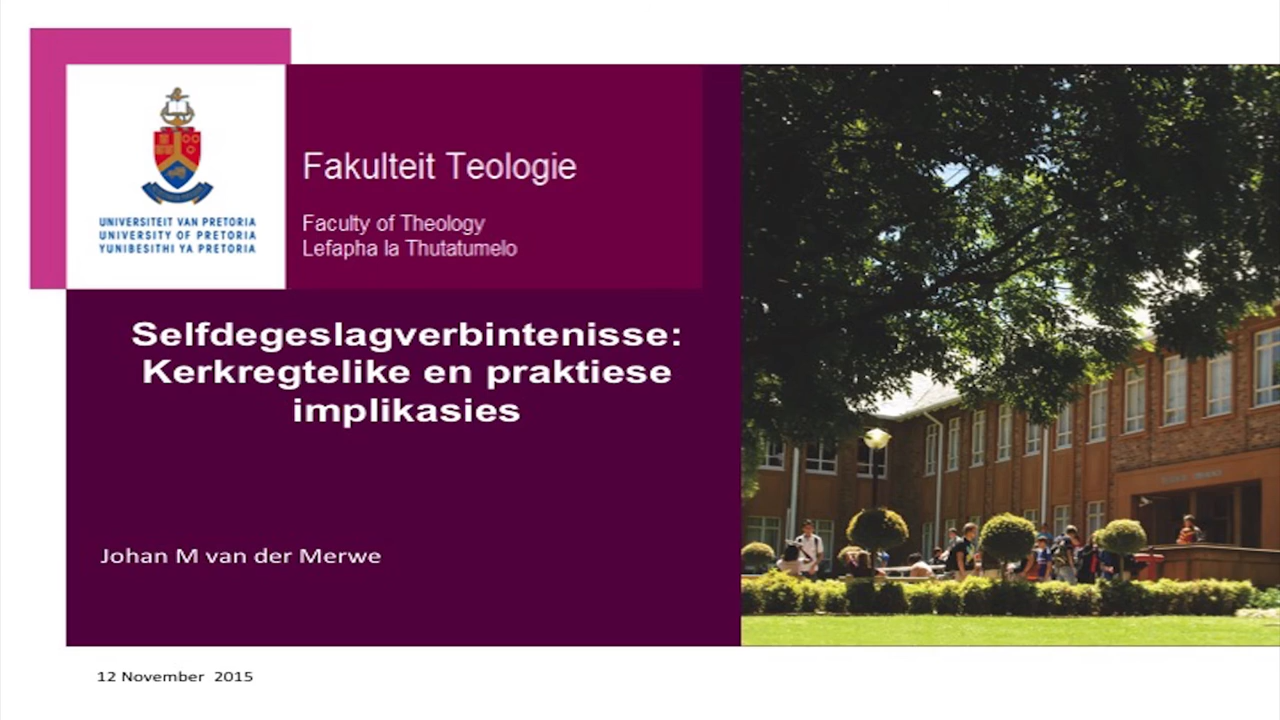 UNIVERSITEIT VAN PRETORIA
UNIVERSITY OF PRETORIA
YUNIBESITHI YA PRETORIA
Fakulteit Teologie
Faculty of Theology
Lefapha la Thutatumelo
Selfdegeslagverbintenisse:
Kerkregtelike en praktiese
implikasies
Johan M van der Merwe
12 November 2015